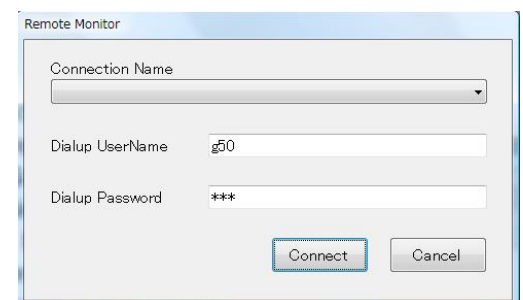 Remote Monitor
Connection Name
Dialup UserName g50
Dialup Password ***
Connect Cancel